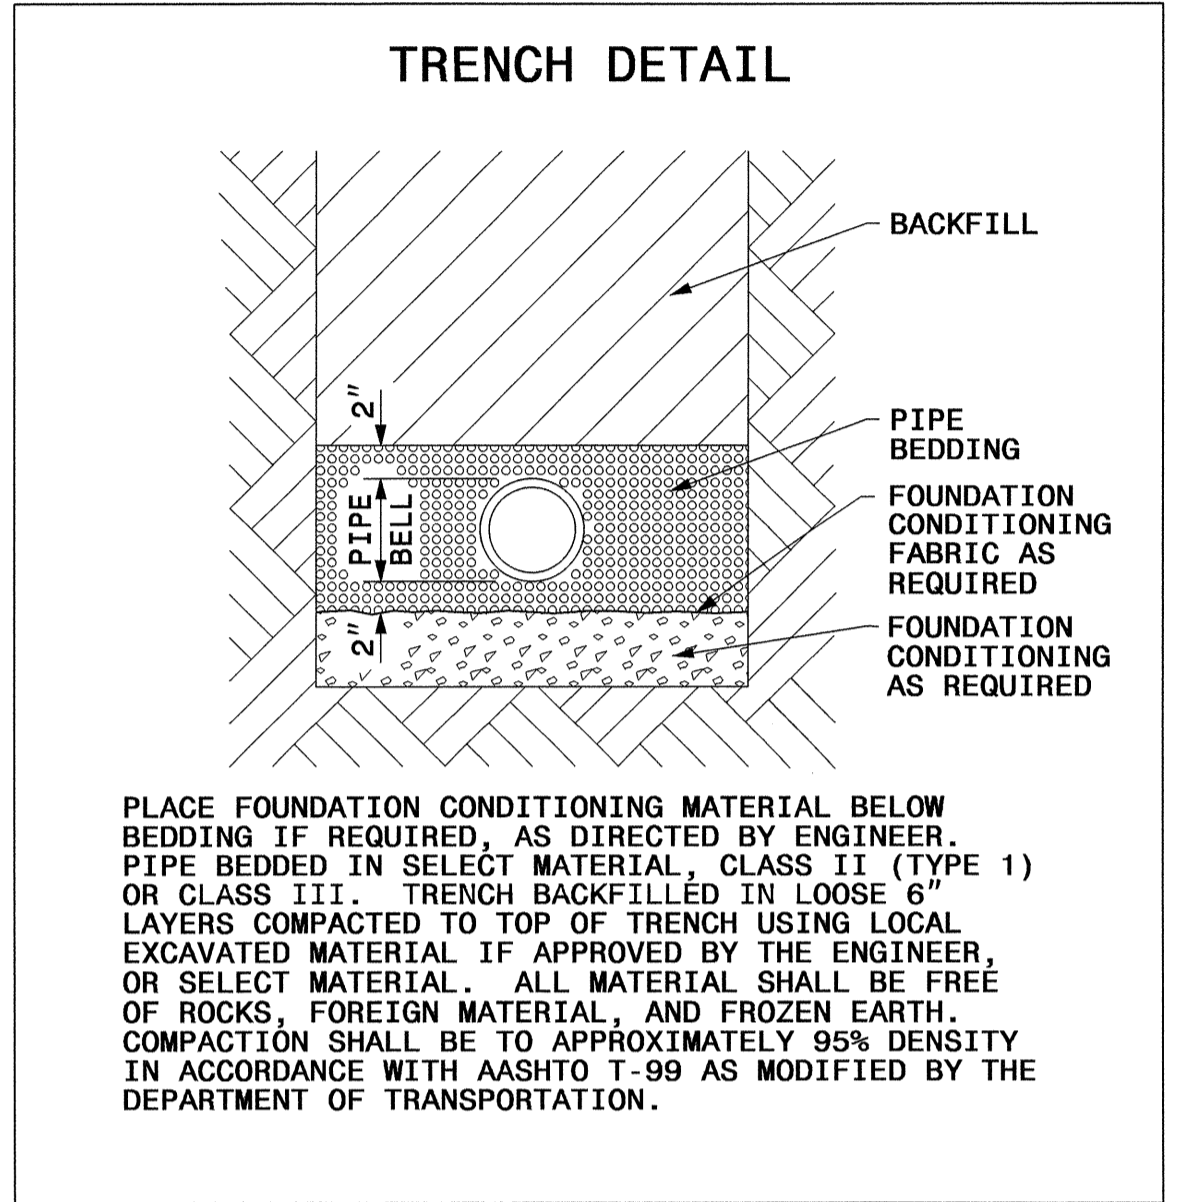 TRENCH DETAIL
BACKFILL
2"
PIPE
BEDDING
PIPE
BELL
FOUNDATION
CONDITIONING
FABRIC AS
REQUIRED
2"
FOUNDATION
CONDITIONING
AS REQUIRED
PLACE FOUNDATION CONDITIONING MATERIAL BELOW
BEDDING IF REQUIRED, AS DIRECTED BY ENGINEER.
PIPE BEDDED IN SELECT MATERIAL, CLASS II (TYPE 1)
OR CLASS III. TRENCH BACKFILLED IN LOOSE 6"
LAYERS COMPACTED TO TOP OF TRENCH USING LOCAL
EXCAVATED MATERIAL IF APPROVED BY THE ENGINEER,
OR SELECT MATERIAL. ALL MATERIAL SHALL BE FREE
OF ROCKS, FOREIGN MATERIAL, AND FROZEN EARTH.
COMPACTION SHALL BE TO APPROXIMATELY 95% DENSITY
IN ACCORDANCE WITH AASHTO T-99 AS MODIFIED BY THE
DEPARTMENT OF TRANSPORTATION.